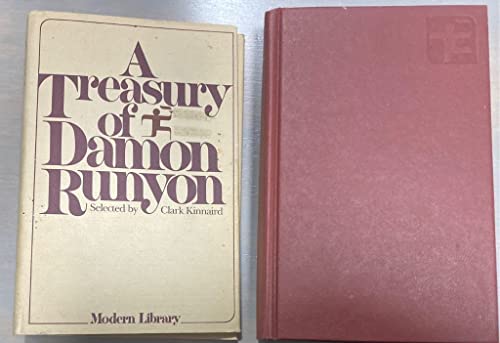 A
Treasury
of
Damon
Runyon
Selected by Clark Kinnaird
Modern Library